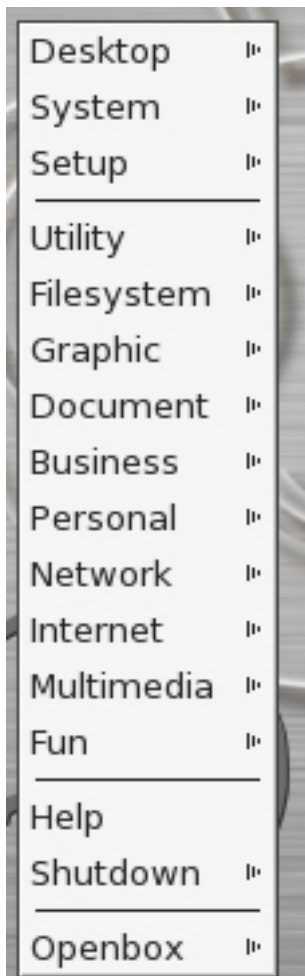 Desktop
System
Setup
Utility
Filesystem
Graphic
Document
Business
Personal
Network
Internet
Multimedia
Fun
Help
Shutdown
Openbox